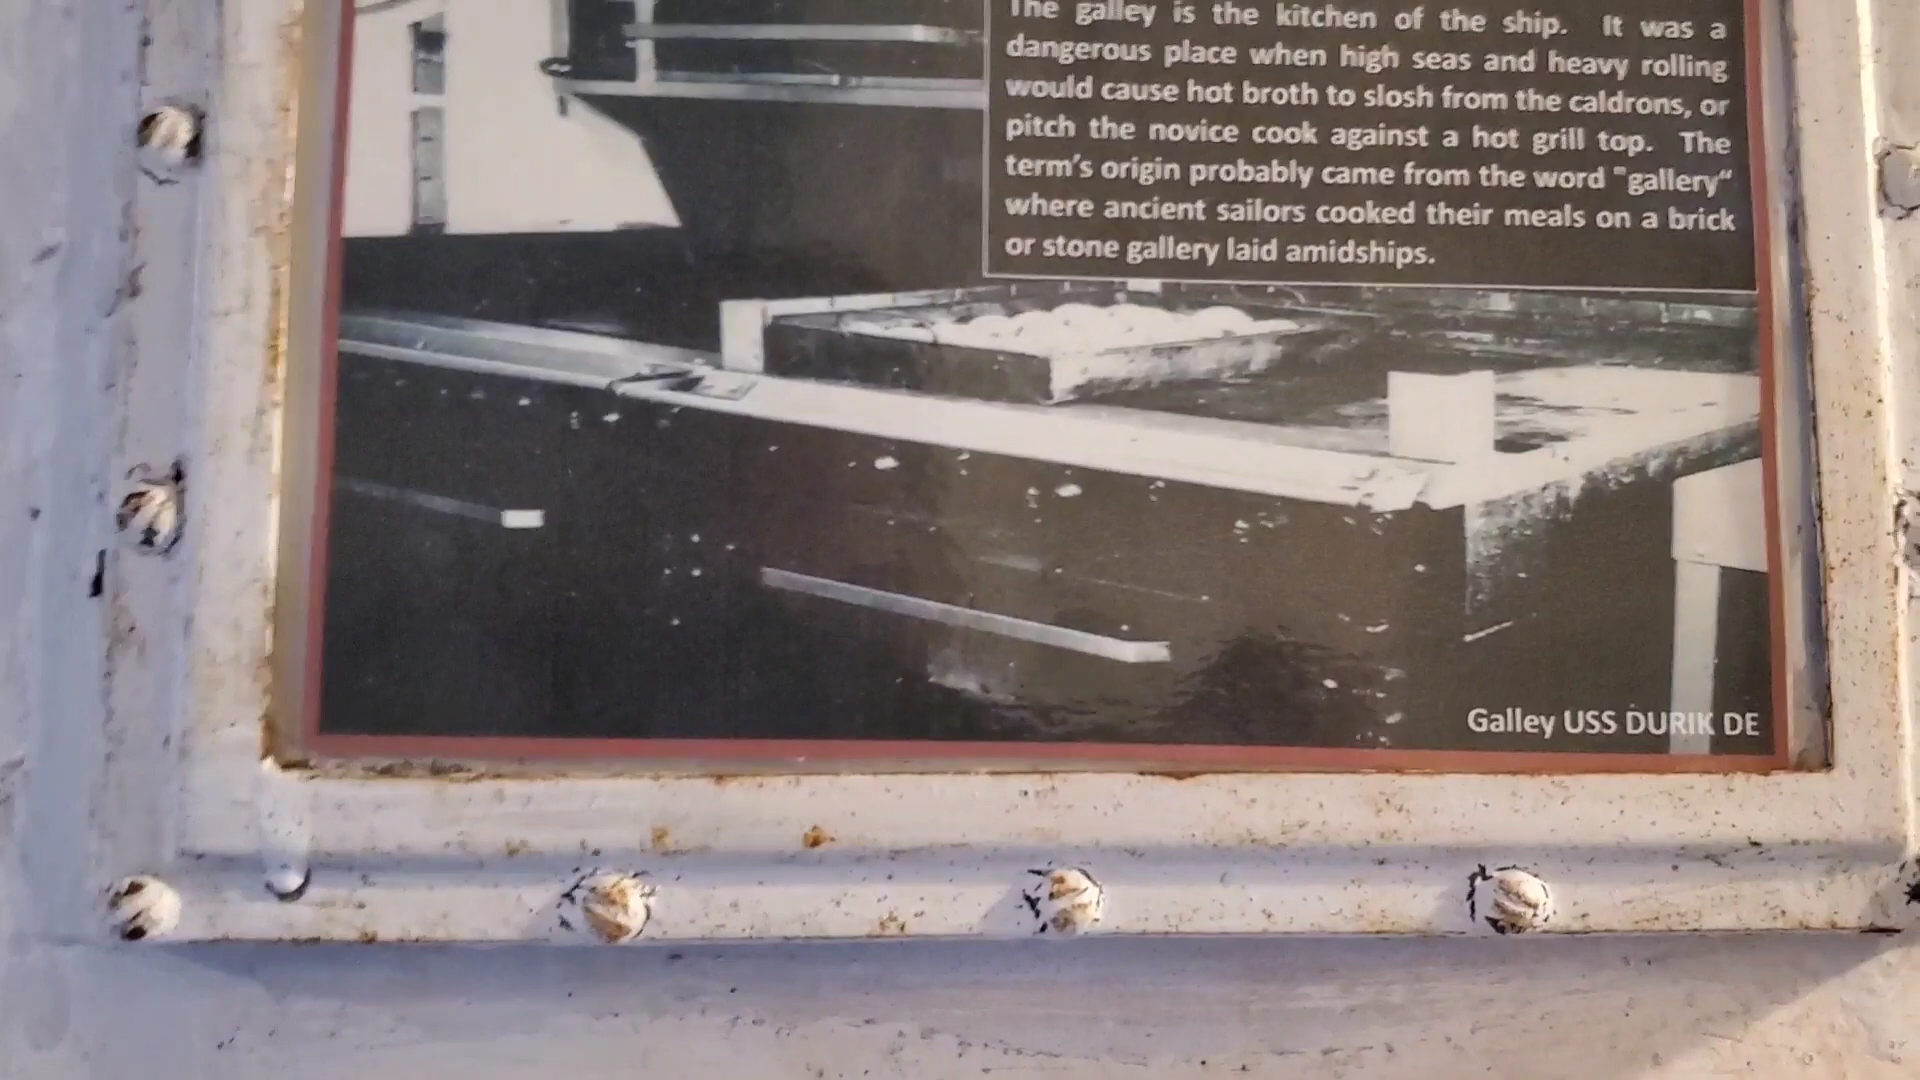 The galley is the kitchen of the ship. It was a
dangerous place when high seas and heavy rolling
would cause hot broth to slosh from the caldrons, or
pitch the novice cook against a hot grill top. The
term's origin probably came from the word "gallery"
where ancient sailors cooked their meals on a brick
or stone gallery laid amidships.
Galley USS DURIK DE